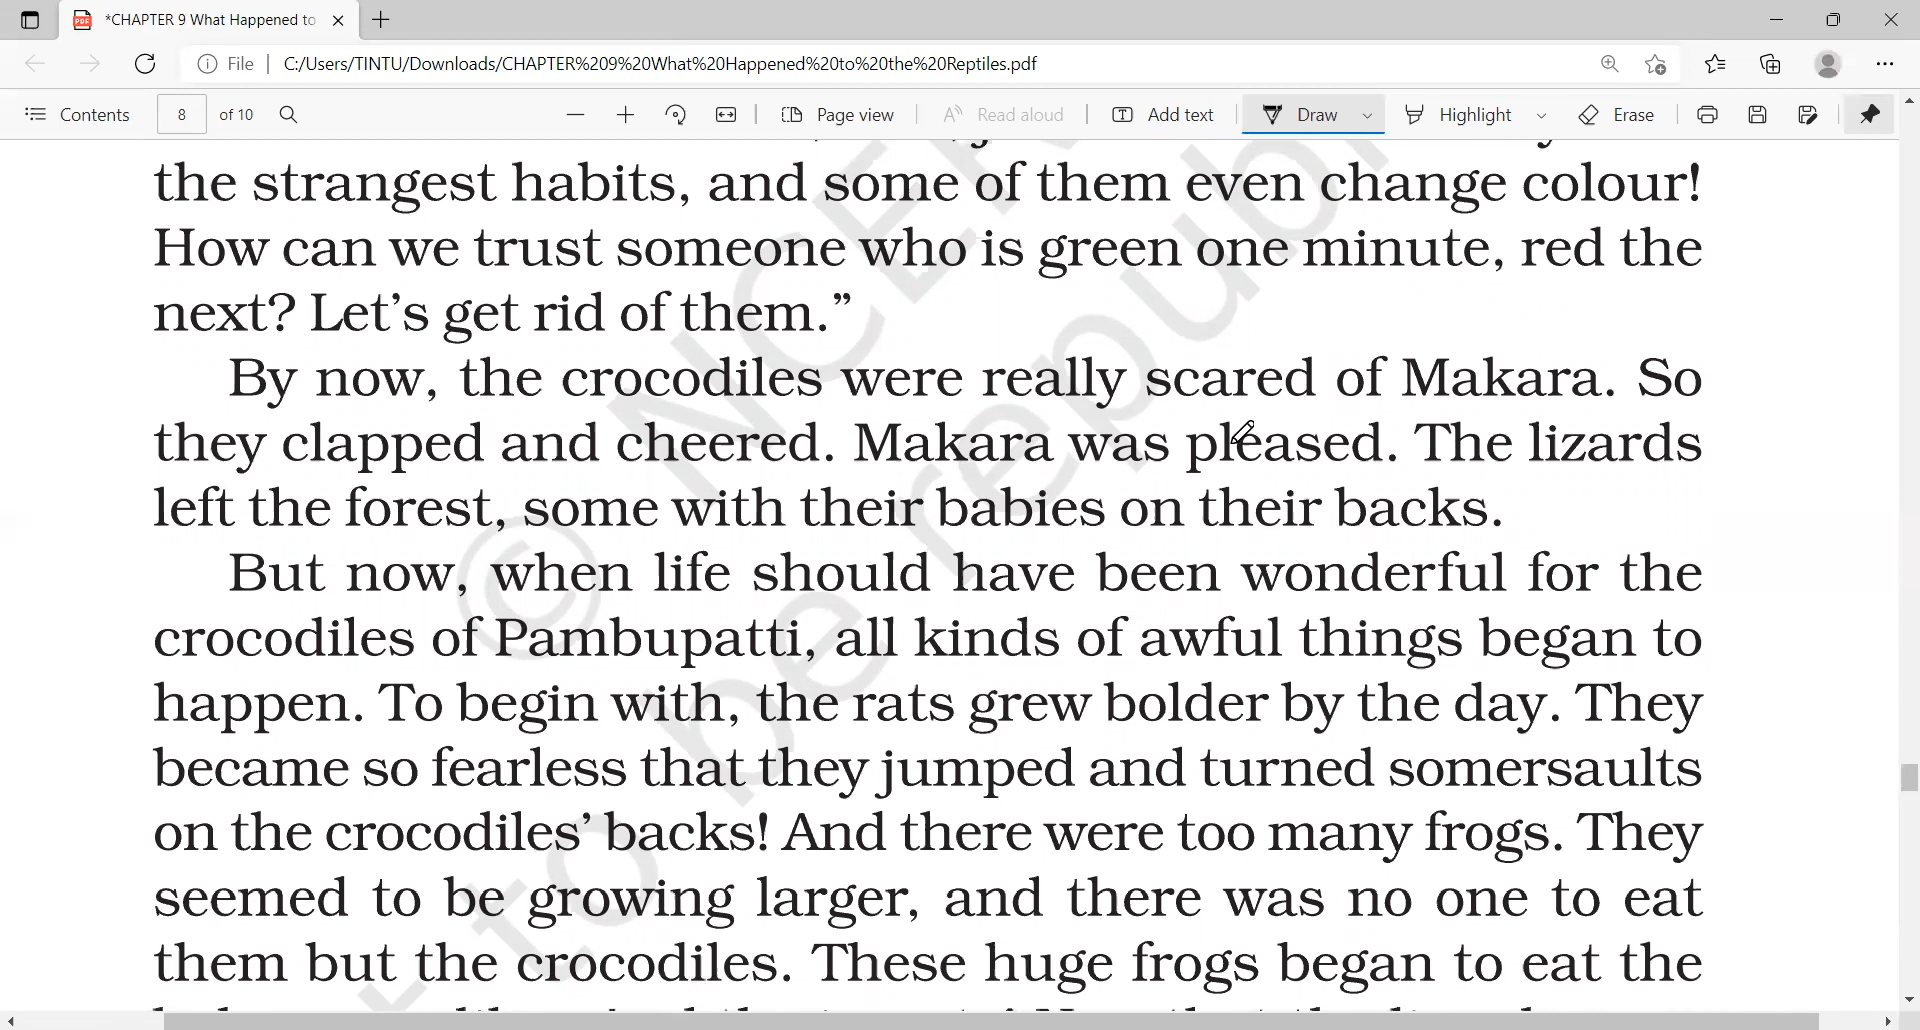 *CHAPTER 9 What Happened to
File
C:/Users/TINTU/Downloads/CHAPTER%209%20What%20Happened%20to%20the%20Reptiles.pdf
Contents 8 of 10 Page view Read aloud Add text Draw Highlight Erase
the strangest habits, and some of them even change colour!
How can we trust someone who is green one minute, red the
next? Let's get rid of them."
By now, the crocodiles were really scared of Makara. So
they clapped and cheered. Makara was pleased. The lizards
left the forest, some with their babies on their backs.
But now, when life should have been wonderful for the
crocodiles of Pambupatti, all kinds of awful things began to
happen. To begin with, the rats grew bolder by the day. They
became so fearless that they jumped and turned somersaults
on the crocodiles' backs! And there were too many frogs. They
seemed to be growing larger, and there was no one to eat
them but the crocodiles. These huge frogs began to eat the
© NCER
to be republ